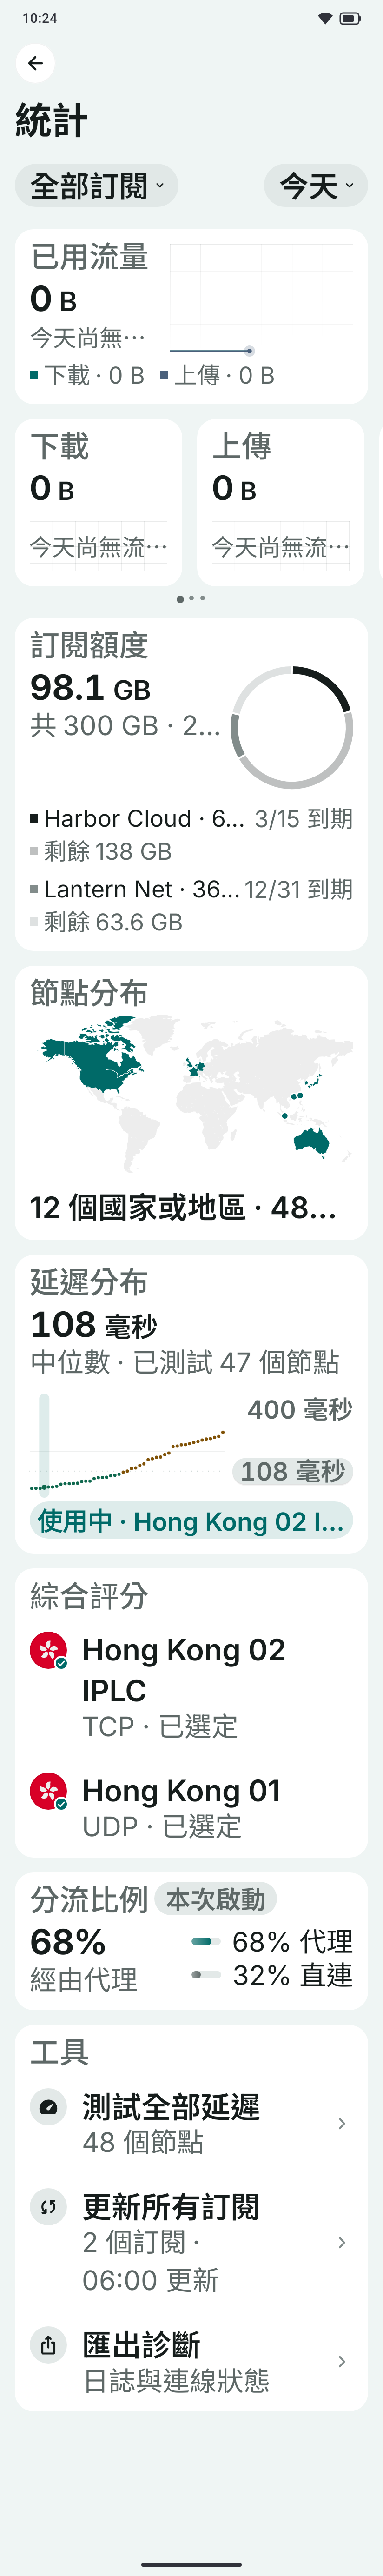 10:24
統計
全部訂閱
今天
已用流量
0 B
今天尚無…
下載 · 0 B
上傳 · 0 B
下載
0 B
今天尚無流…
上傳
0 B
今天尚無流…
訂閱額度
98.1 GB
共 300 GB · 2…
Harbor Cloud · 6… 3/15 到期
剩餘 138 GB
Lantern Net · 36… 12/31 到期
剩餘 63.6 GB
節點分布
12 個國家或地區 · 48…
延遲分布
108 毫秒
中位數 · 已測試 47 個節點
400 毫秒
108 毫秒
使用中 · Hong Kong 02 I…
綜合評分
Hong Kong 02
IPLC
TCP · 已選定
Hong Kong 01
UDP · 已選定
分流比例 本次啟動
68%
經由代理
68% 代理
32% 直連
工具
測試全部延遲
48 個節點
更新所有訂閱
2 個訂閱 ·
06:00 更新
匯出診斷
日誌與連線狀態